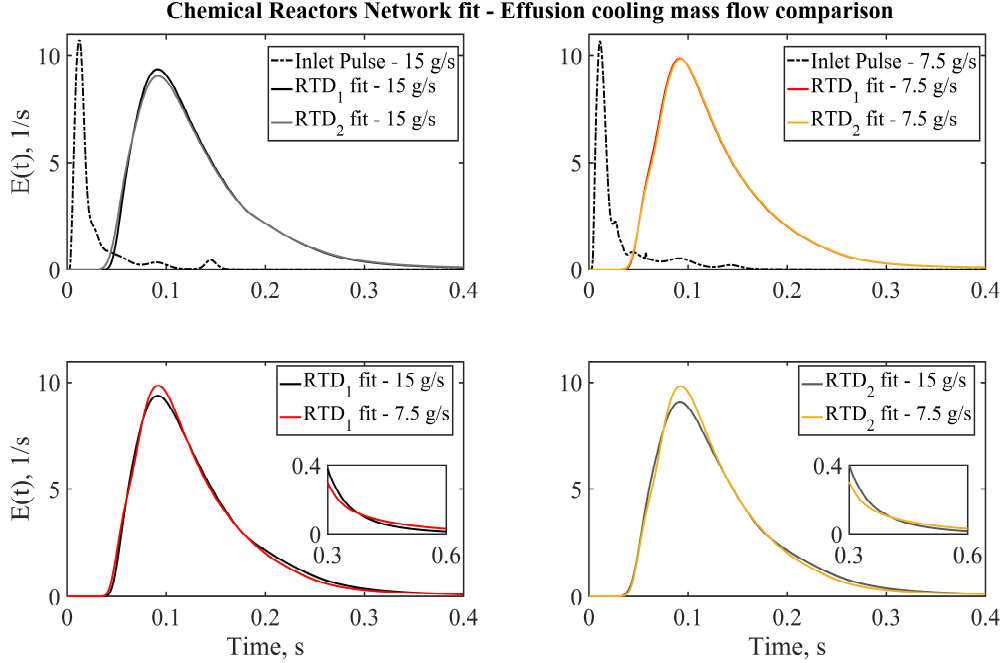 Chemical Reactors Network fit - Effusion cooling mass flow comparison
E(t), 1/s
10
5
0
0 0.1 0.2 0.3 0.4
Inlet Pulse - 15 g/s
RTD1 fit - 15 g/s
RTD2 fit - 15 g/s
10
5
0
0 0.1 0.2 0.3 0.4
Inlet Pulse - 7.5 g/s
RTD1 fit - 7.5 g/s
RTD2 fit - 7.5 g/s
E(t), 1/s
10
5
0
0 0.1 0.2 0.3 0.4
Time, s
RTD1 fit - 15 g/s
RTD1 fit - 7.5 g/s
0.4
0
0.3 0.6
10
5
0
0 0.1 0.2 0.3 0.4
Time, s
RTD2 fit - 15 g/s
RTD2 fit - 7.5 g/s
0.4
0
0.3 0.6